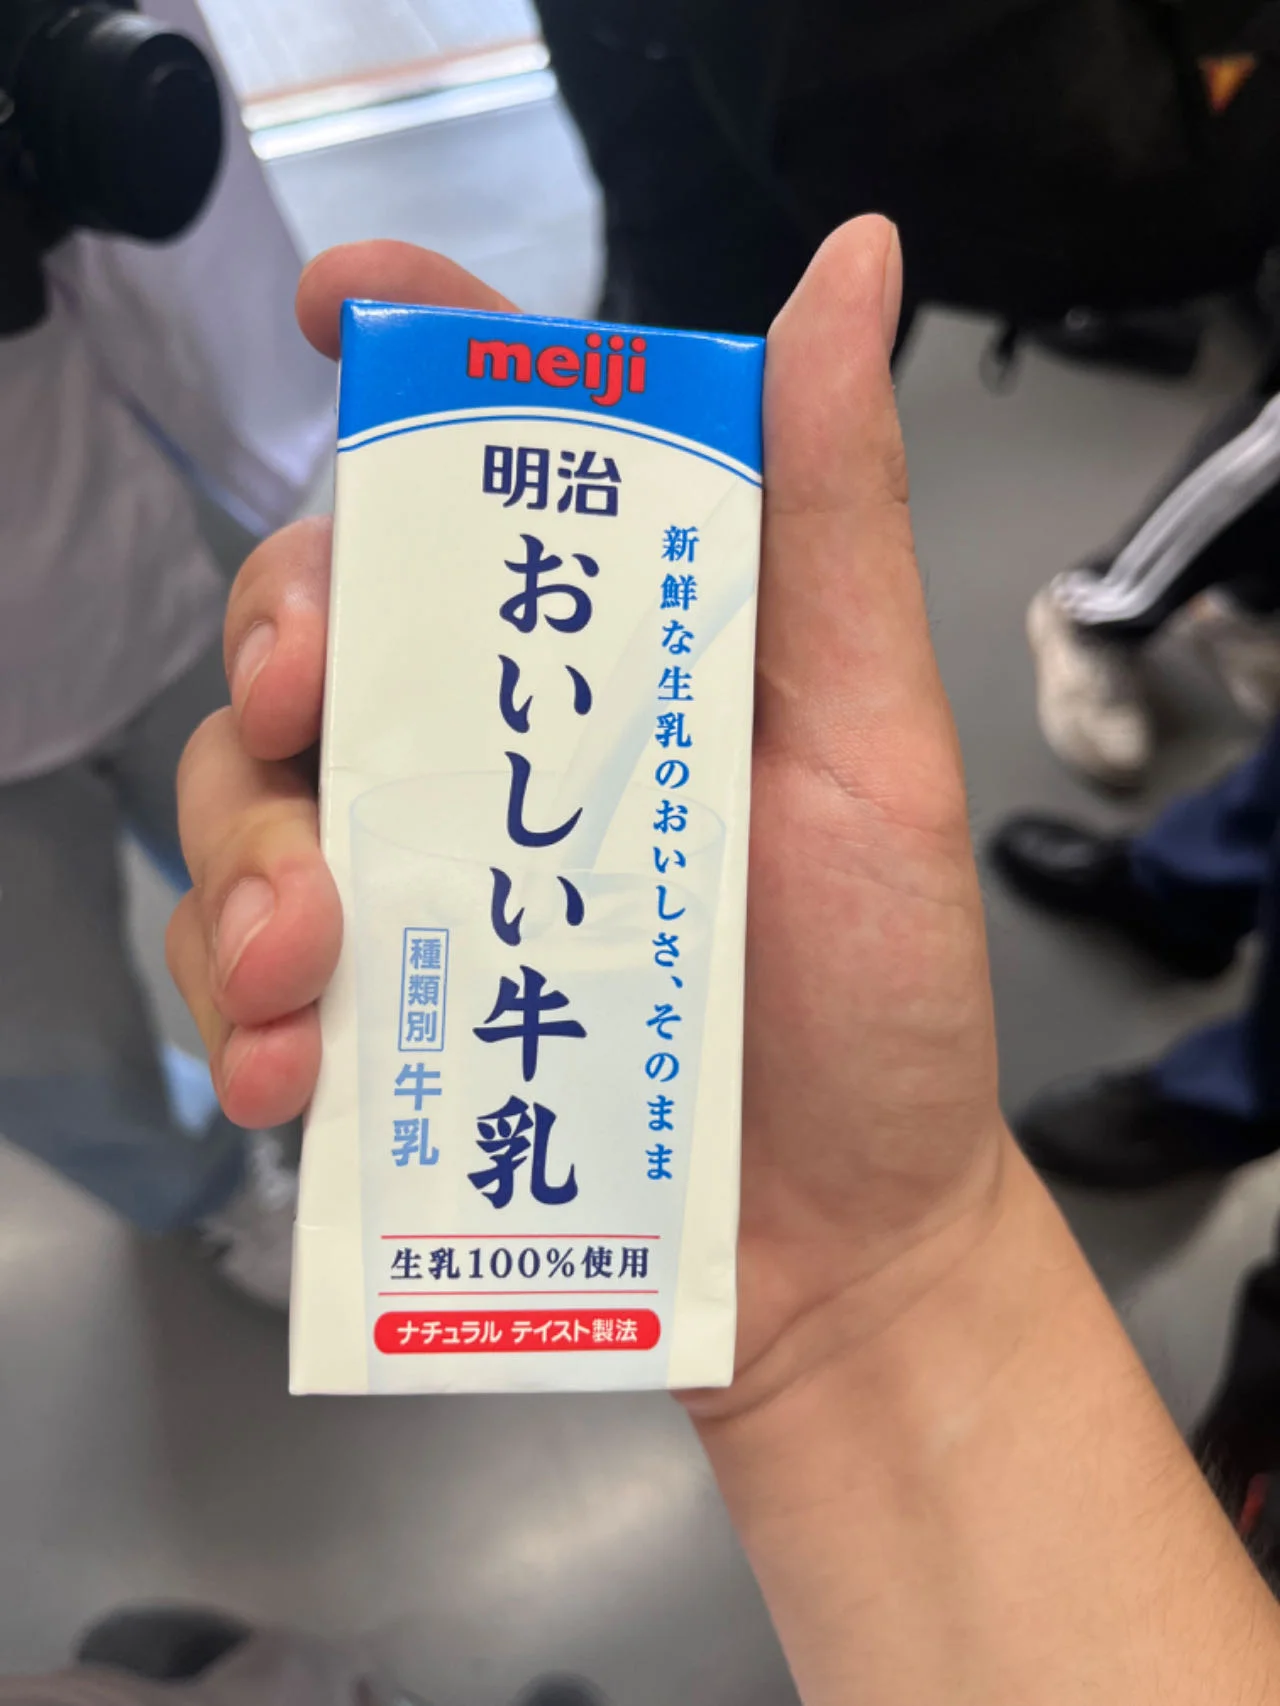 meiji
明治
おいしい牛乳
新鮮な生乳のおいしさ、そのまま
種類別
牛乳
生乳100%使用
ナチュラル テイスト製法